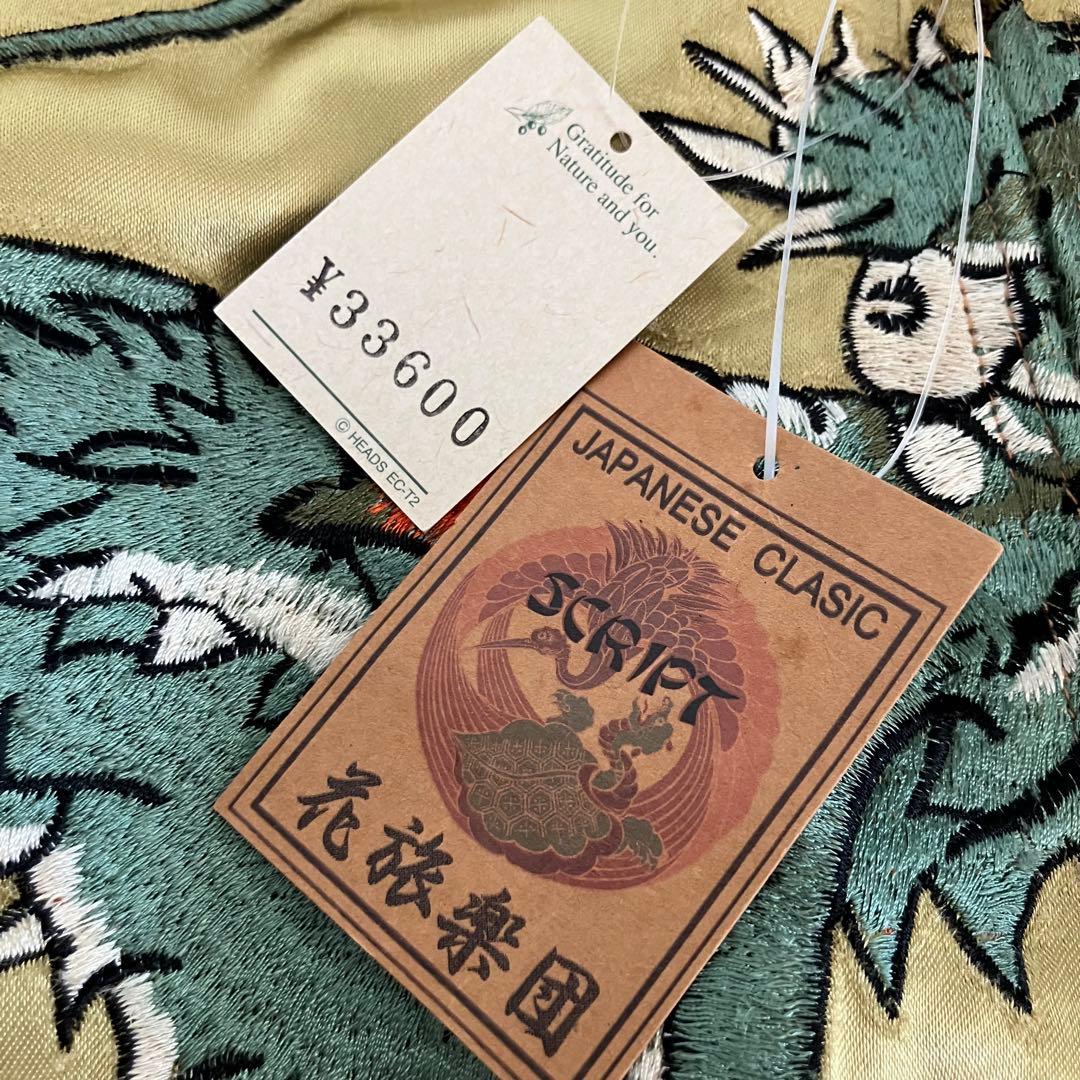 Gratitude for
Nature and you.
¥33600
© HEADS EC-T2
JAPANESE CLASIC
SCRIPT
花旅楽団